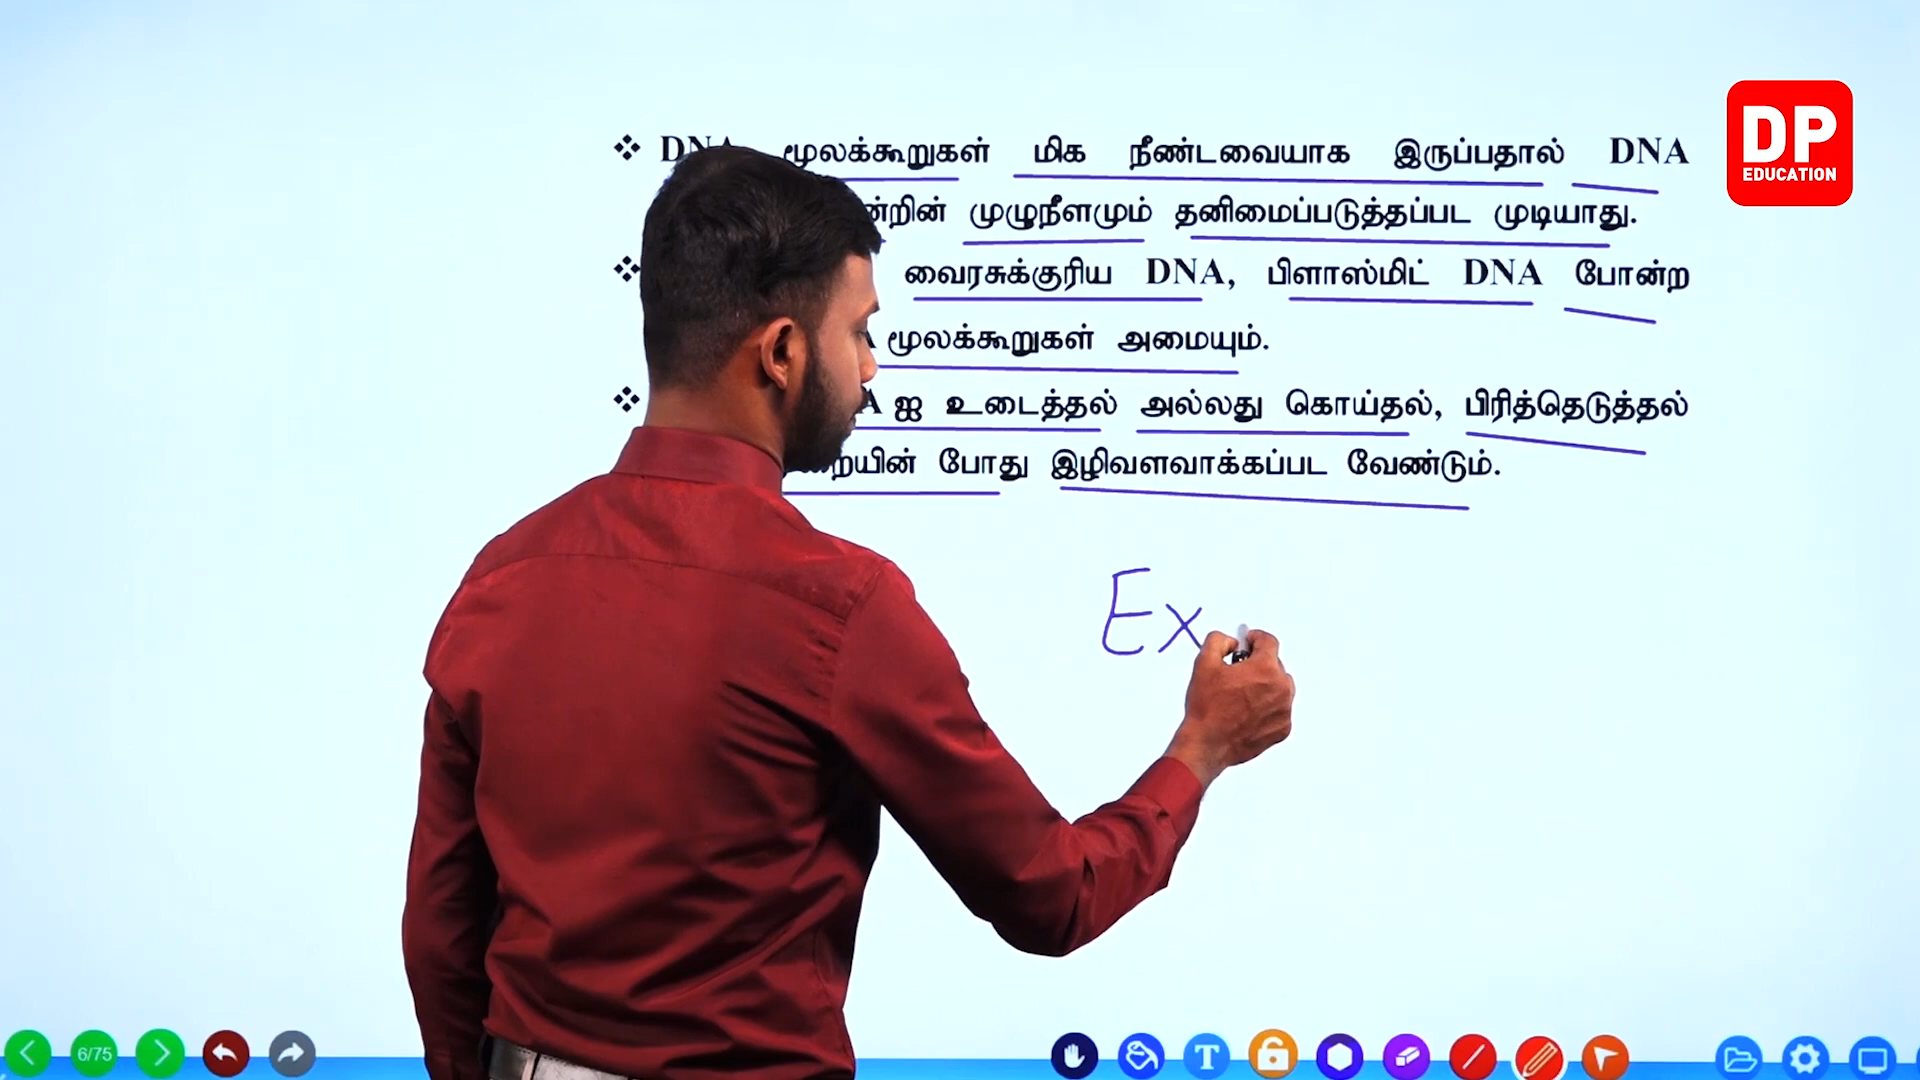 DP
EDUCATION
❖ DNA மூலக்கூறுகள் மிக நீண்டவையாக இருப்பதால் DNA
முழுநீளமும் தனிமைப்படுத்தப்பட முடியாது.
❖ வைரசுக்குரிய DNA, பிளாஸ்மிட் DNA போன்ற
மூலக்கூறுகள் அமையும்.
❖ ஐ உடைத்தல் அல்லது கொய்தல், பிரித்தெடுத்தல்
போது இழிவளவாக்கப்பட வேண்டும்.
Ex
6/75
T